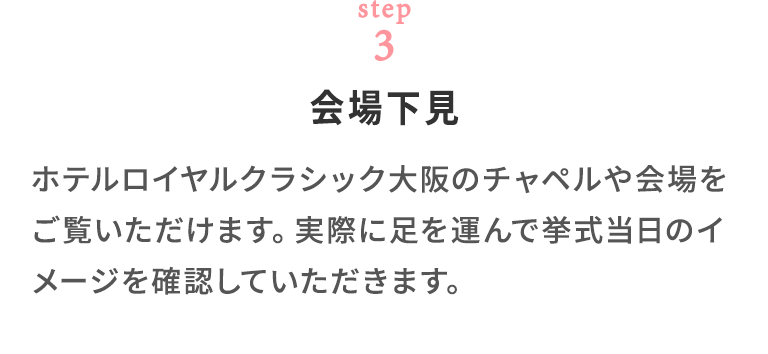 step
3
会場下見
ホテルロイヤルクラシック大阪のチャペルや会場を
ご覧いただけます。実際に足を運んで挙式当日のイ
メージを確認していただきます。